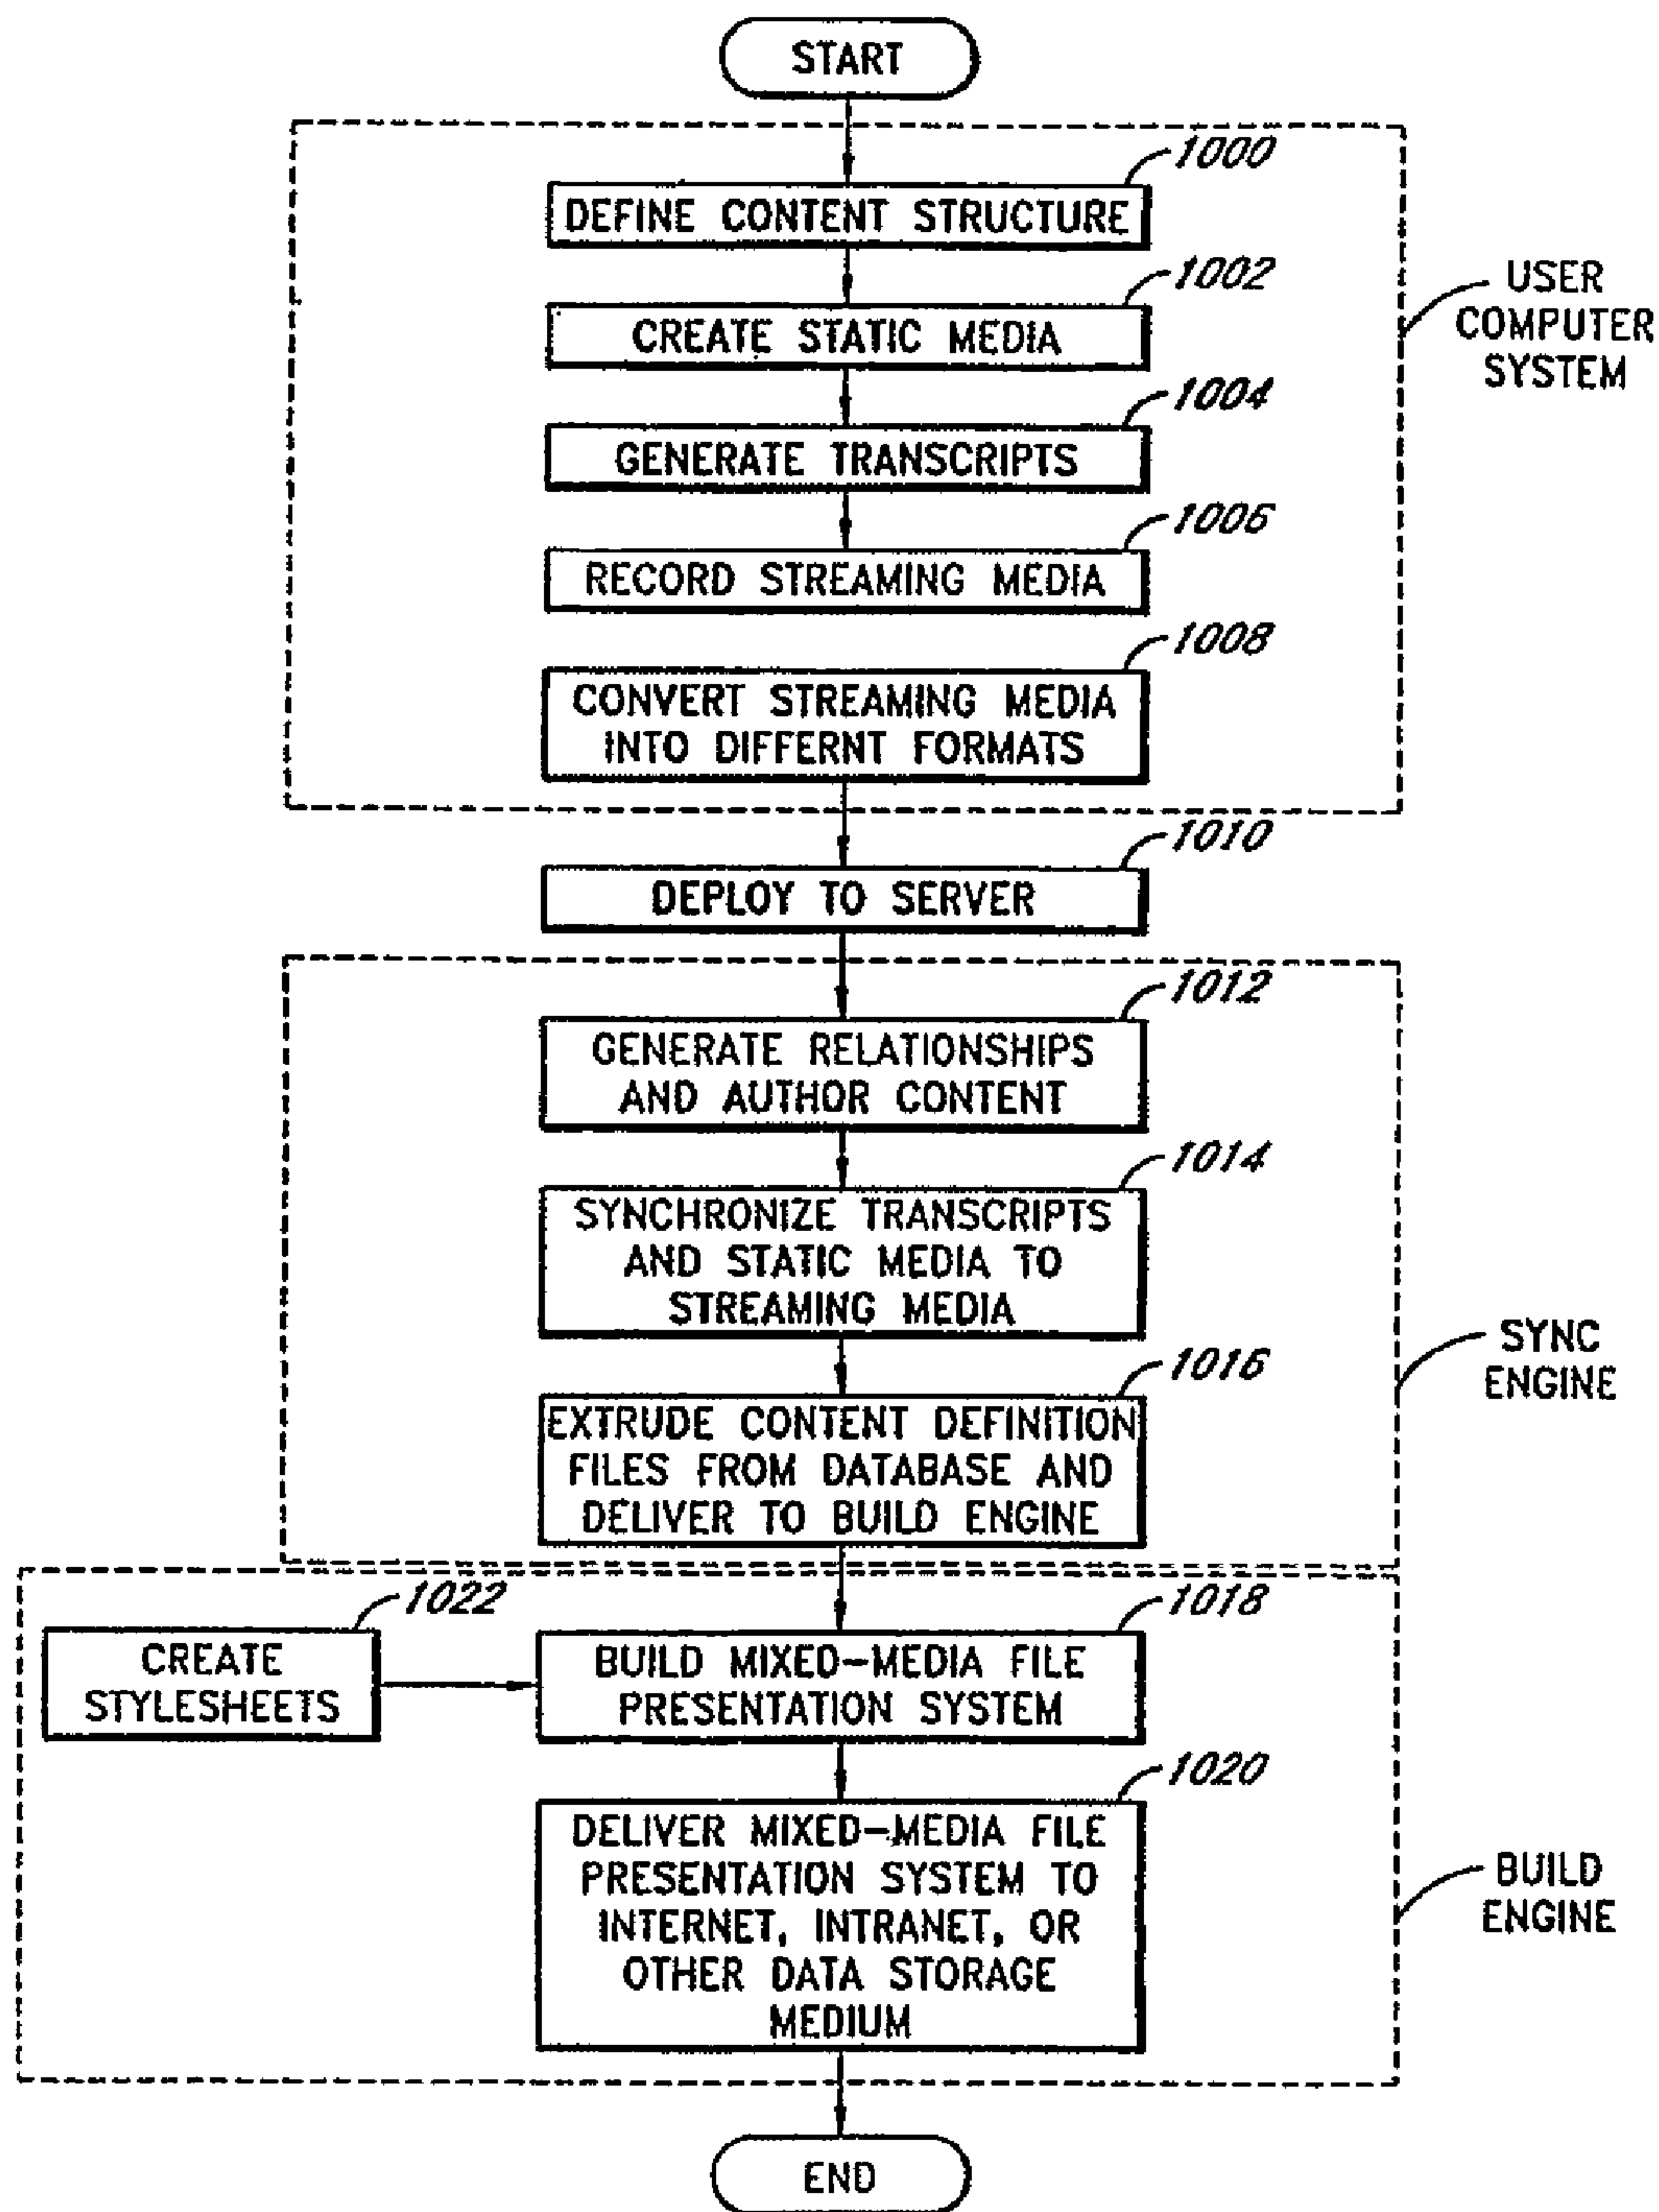 START
1000
DEFINE CONTENT STRUCTURE
1002
CREATE STATIC MEDIA
1004
GENERATE TRANSCRIPTS
1006
RECORD STREAMING MEDIA
1008
CONVERT STREAMING MEDIA
INTO DIFFERNT FORMATS
USER
COMPUTER
SYSTEM
1010
DEPLOY TO SERVER
1012
GENERATE RELATIONSHIPS
AND AUTHOR CONTENT
1014
SYNCHRONIZE TRANSCRIPTS
AND STATIC MEDIA TO
STREAMING MEDIA
1016
EXTRUDE CONTENT DEFINITION
FILES FROM DATABASE AND
DELIVER TO BUILD ENGINE
SYNC
ENGINE
1022
CREATE
STYLESHEETS
1018
BUILD MIXED-MEDIA FILE
PRESENTATION SYSTEM
1020
DELIVER MIXED-MEDIA FILE
PRESENTATION SYSTEM TO
INTERNET, INTRANET, OR
OTHER DATA STORAGE
MEDIUM
BUILD
ENGINE
END